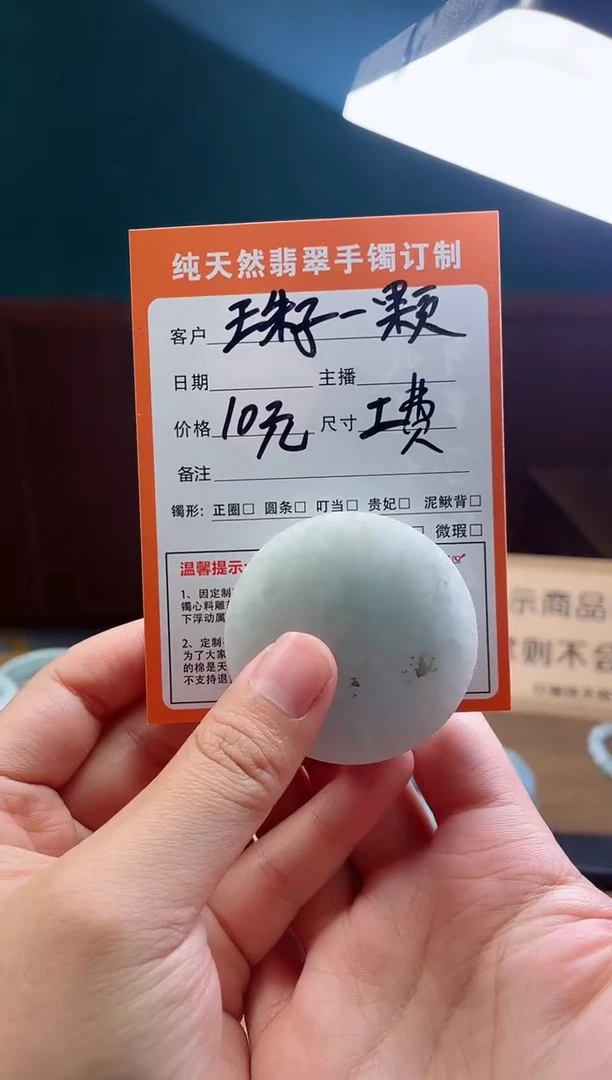 纯天然翡翠手镯订制
客户 珠子一颗
日期 主播
价格 10元 尺寸 工费
备注
镯形: 正圈□ 圆条□ 叮当□ 贵妃□ 泥鳅背□
微瑕□
温馨提示:
1、因定制
镯心料雕
下浮动属
2、定制
为了大家
的棉是天
不支持退
示商品
则不会